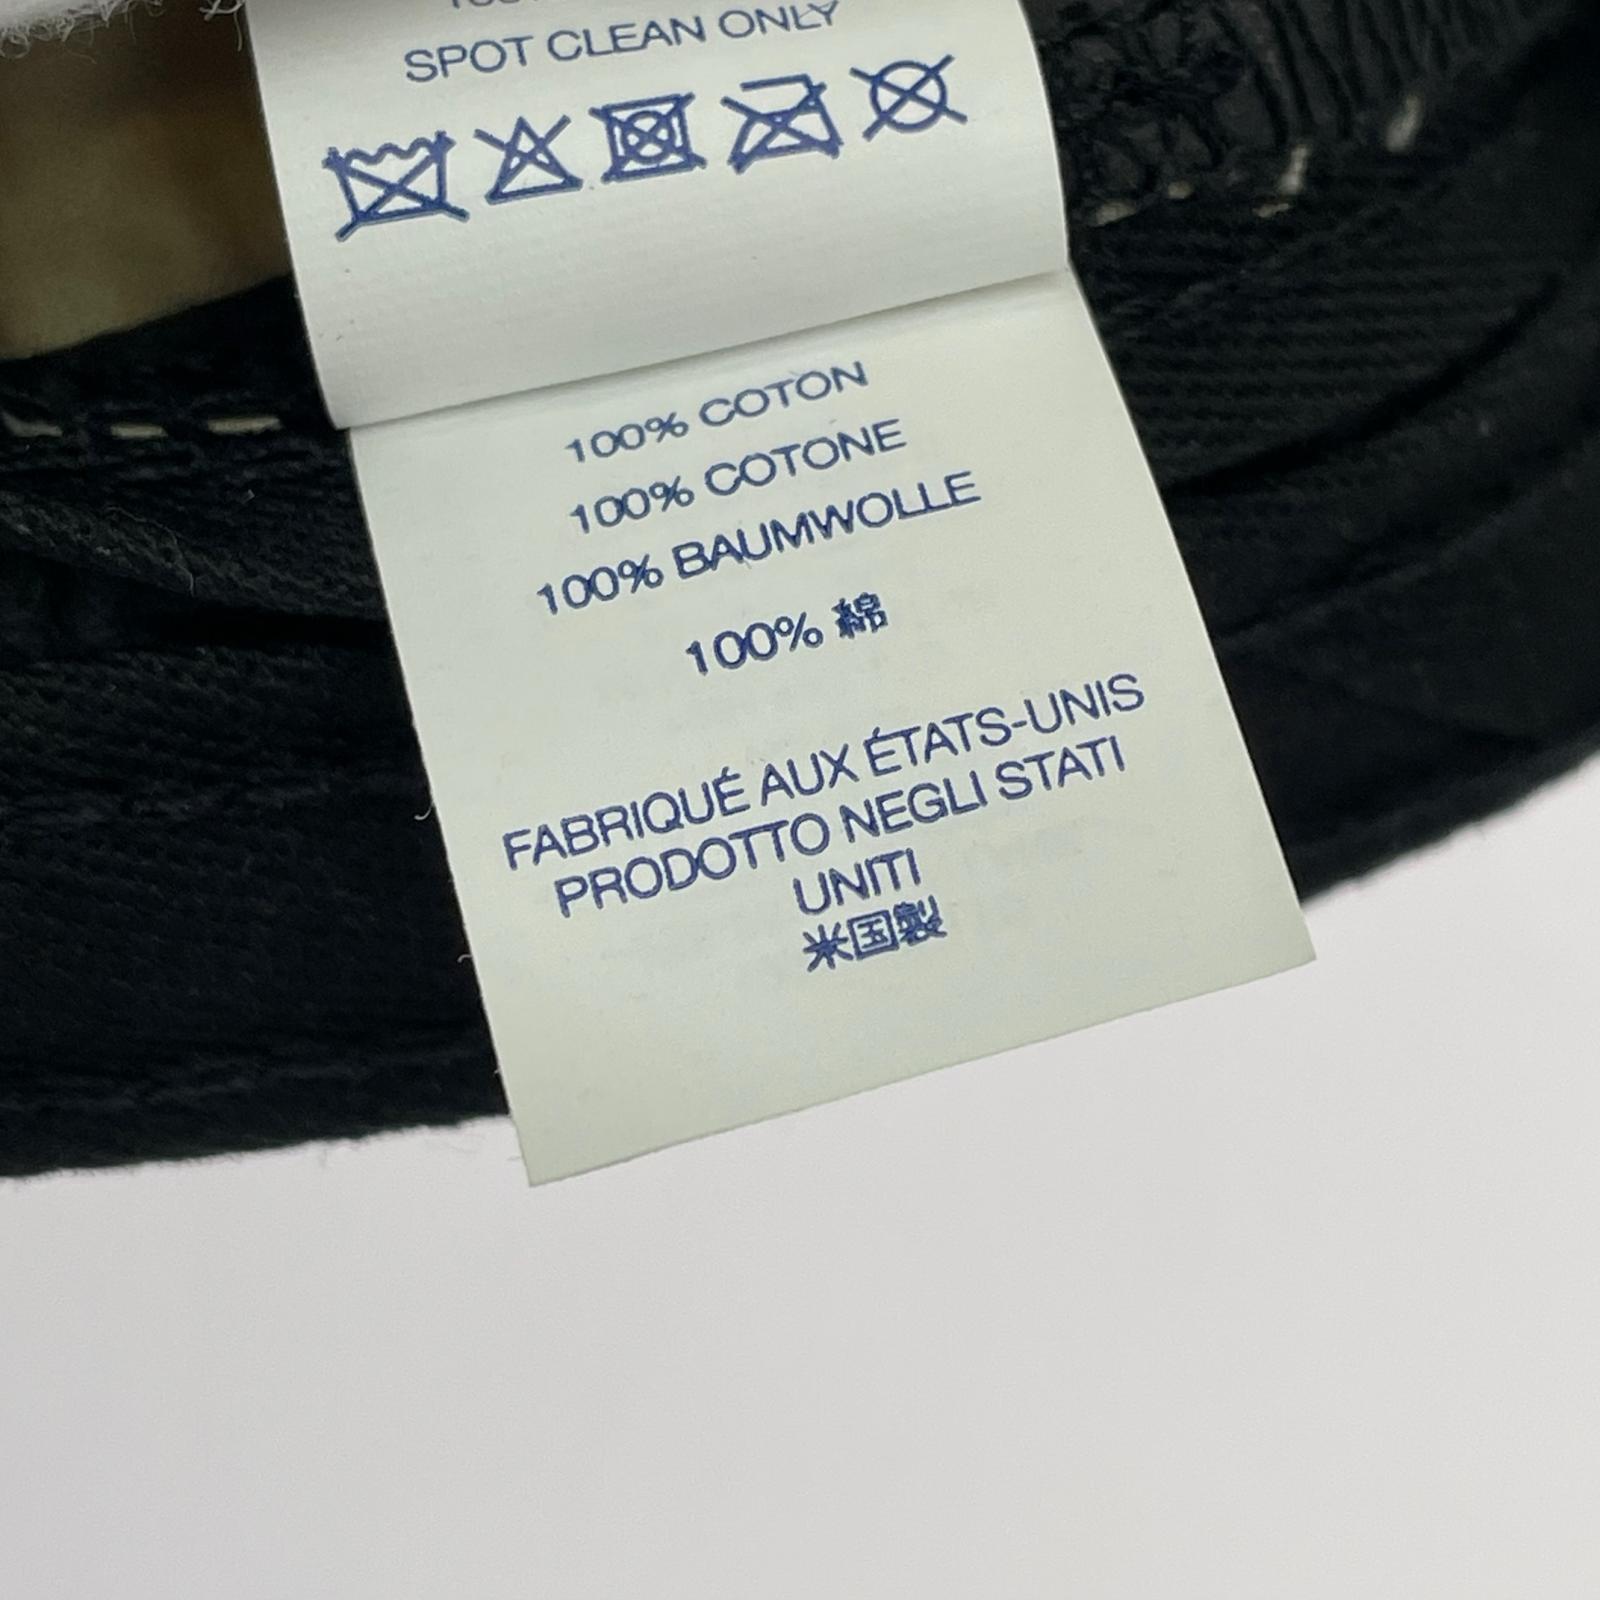 SPOT CLEAN ONLY
100% COTON
100% COTONE
100% BAUMWOLLE
100% 綿
FABRIQUÉ AUX ÉTATS-UNIS
PRODOTTO NEGLI STATI
UNITI
米国製